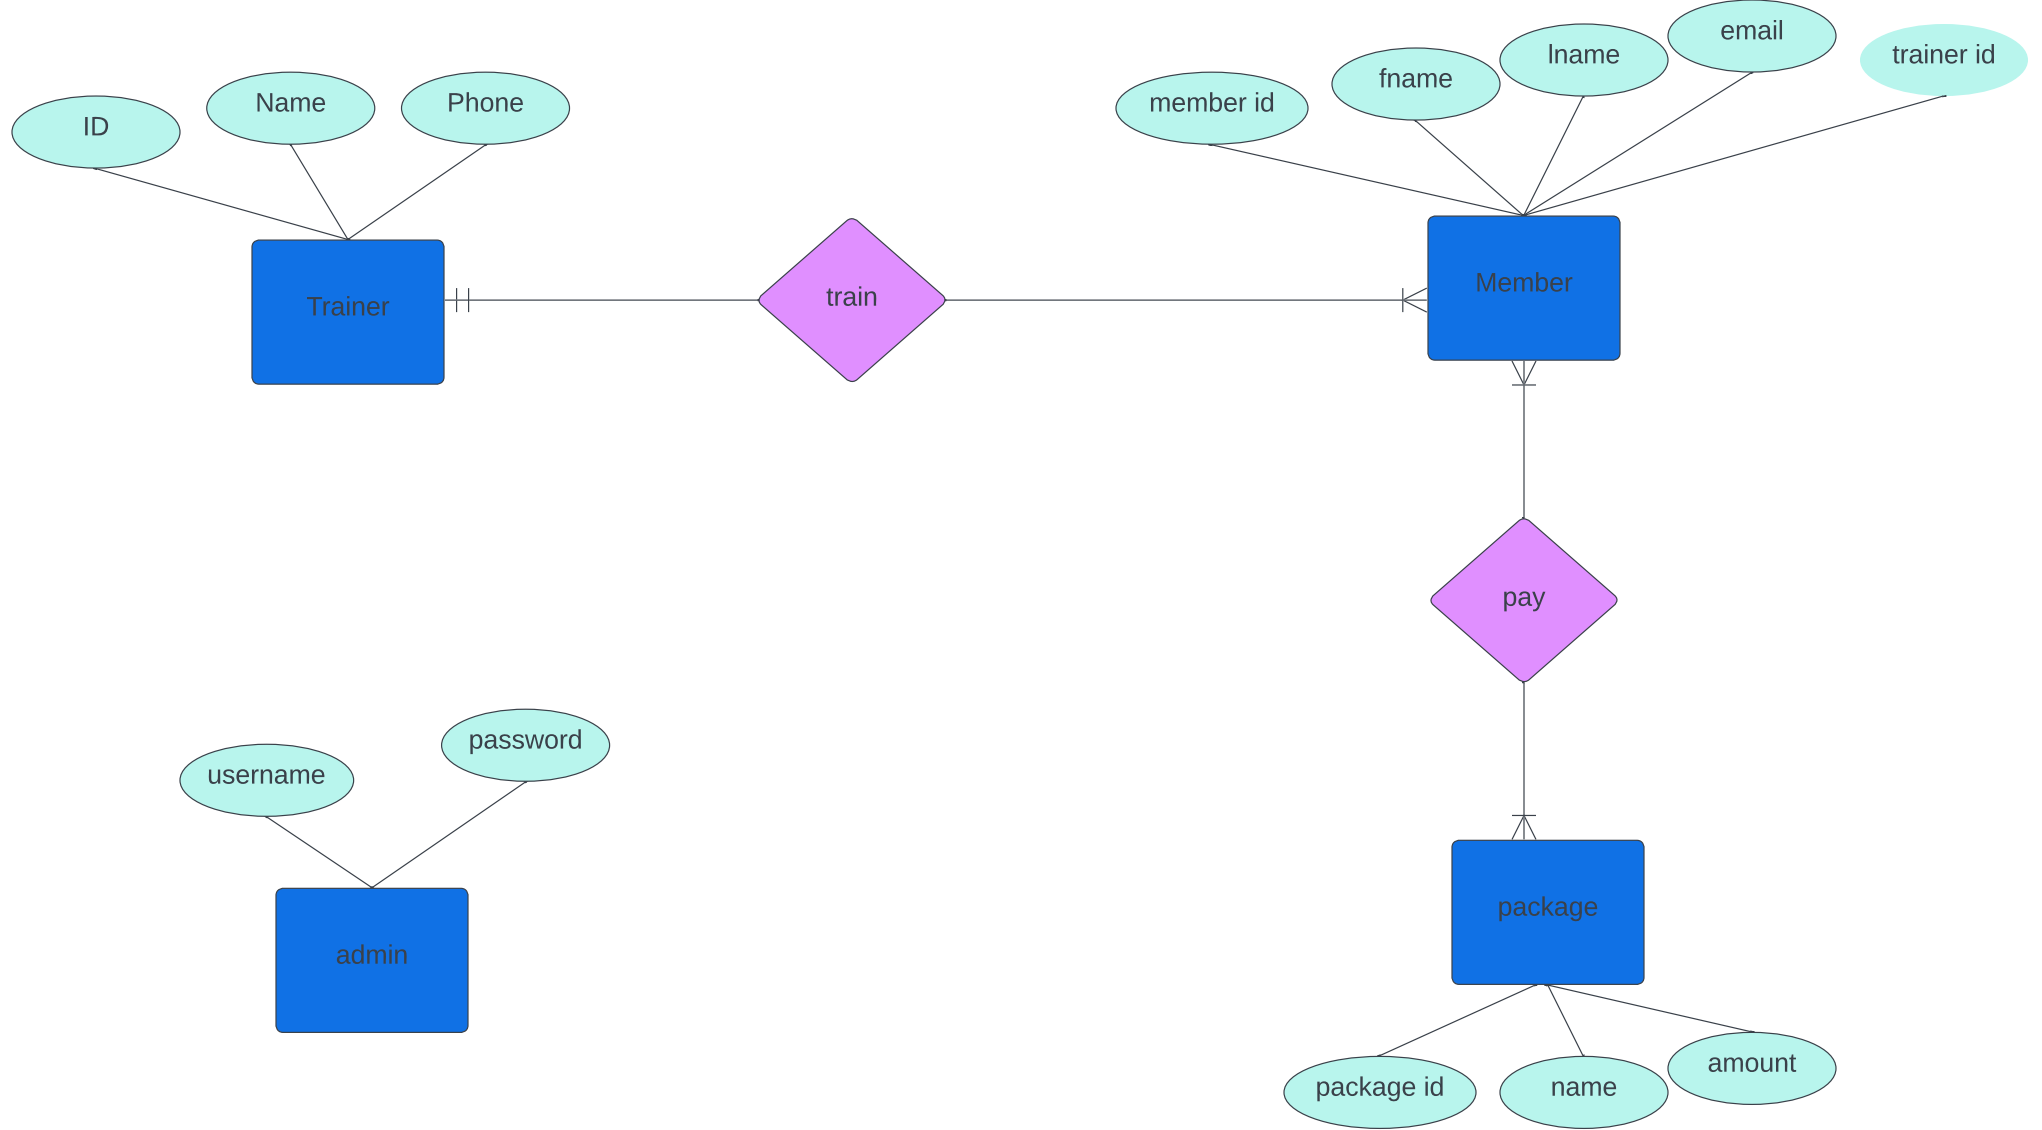 email
lname
trainer id
fname
ID
Name
Phone
member id
Trainer
train
Member
pay
username
password
admin
package
package id
name
amount